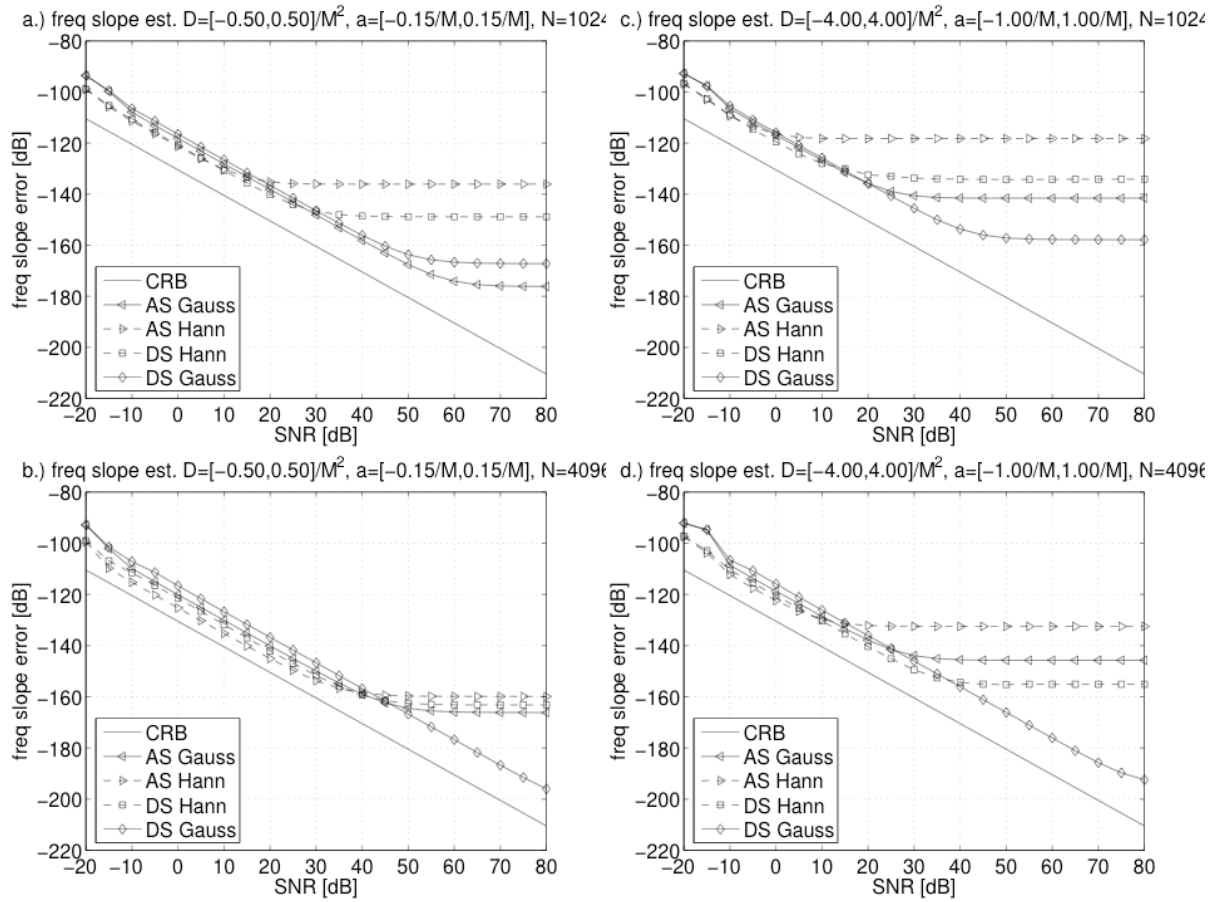 a.) freq slope est. D=[-0.50,0.50]/M², a=[-0.15/M,0.15/M], N=1024
-80
-100
-120
-140
-160
-180
-200
-220
freq slope error [dB]
CRB
AS Gauss
AS Hann
DS Hann
DS Gauss
-20 -10 0 10 20 30 40 50 60 70 80
SNR [dB]
c.) freq slope est. D=[-4.00,4.00]/M², a=[-1.00/M,1.00/M], N=1024
-80
-100
-120
-140
-160
-180
-200
-220
freq slope error [dB]
CRB
AS Gauss
AS Hann
DS Hann
DS Gauss
-20 -10 0 10 20 30 40 50 60 70 80
SNR [dB]
b.) freq slope est. D=[-0.50,0.50]/M², a=[-0.15/M,0.15/M], N=4096
-80
-100
-120
-140
-160
-180
-200
-220
freq slope error [dB]
CRB
AS Gauss
AS Hann
DS Hann
DS Gauss
-20 -10 0 10 20 30 40 50 60 70 80
SNR [dB]
d.) freq slope est. D=[-4.00,4.00]/M², a=[-1.00/M,1.00/M], N=4096
-80
-100
-120
-140
-160
-180
-200
-220
freq slope error [dB]
CRB
AS Gauss
AS Hann
DS Hann
DS Gauss
-20 -10 0 10 20 30 40 50 60 70 80
SNR [dB]